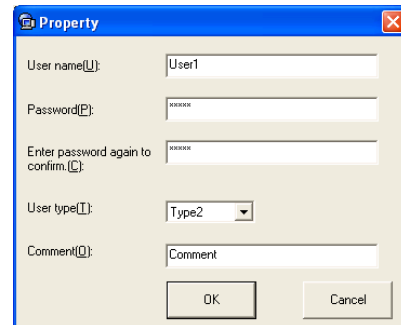 Property
User name(U):
User1
Password(P):
×××××
Enter password again to
confirm.(C):
×××××
User type(T):
Type2
Comment(O):
Comment
OK
Cancel